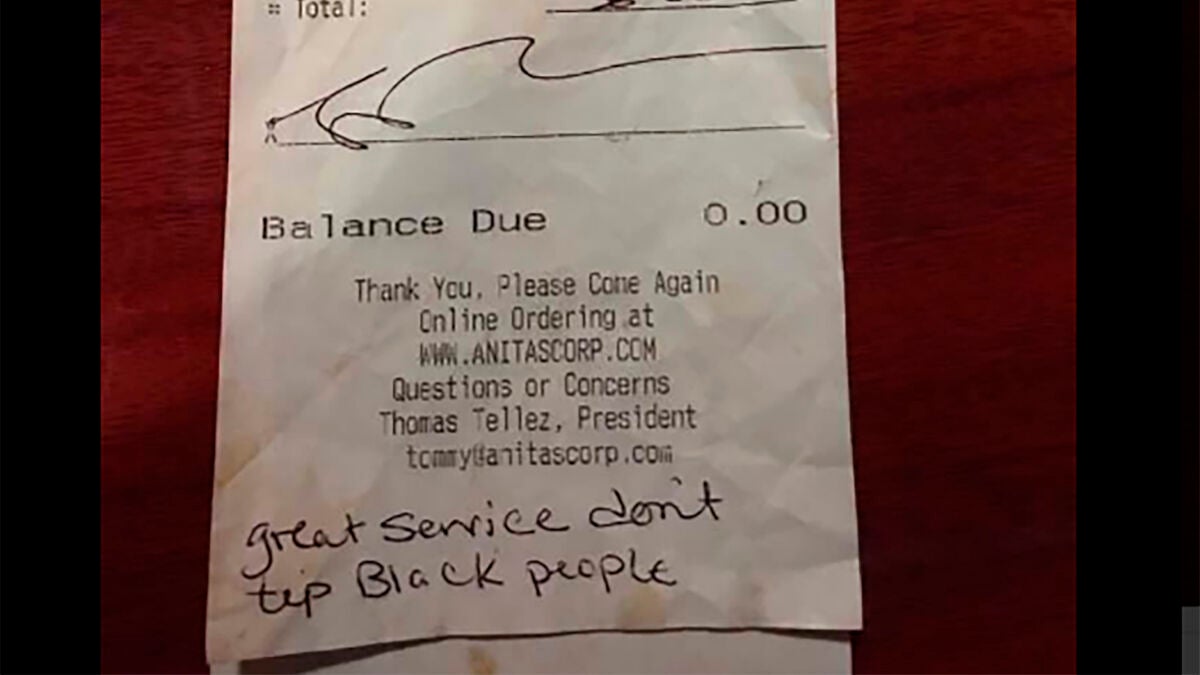 = Total:
X
Balance Due 0.00
Thank You, Please Come Again
Online Ordering at
WWW.ANITASCORP.COM
Questions or Concerns
Thomas Tellez, President
tommy@anitascorp.com
great service don't
tip Black people